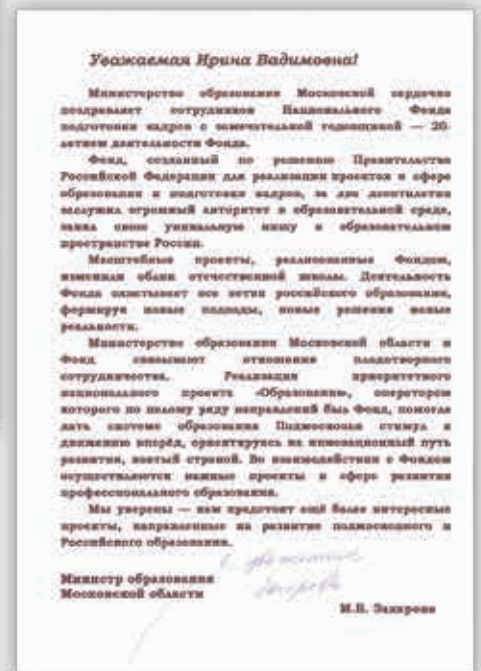 Уважаемая Ирина Вадимовна!
Министерство образования Московской сердечно
поздравляет сотрудников Национального Фонда
подготовки кадров с замечательной годовщиной — 20-
летием деятельности Фонда.
Фонд, созданный по решению Правительства
Российской Федерации для реализации проектов в сфере
образования и подготовки кадров, за два десятилетия
заслужил огромный авторитет в образовательной среде,
занял свою уникальную нишу в образовательном
пространстве России.
Масштабные проекты, реализованные Фондом,
изменили облик отечественной школы. Деятельность
Фонда охватывает все ветви российского образования,
формируя новые подходы, новые решения новые
реальности.
Министерство образования Московской области и
Фонд связывают отношения плодотворного
сотрудничества. Реализация приоритетного
национального проекта «Образование», оператором
которого по целому ряду направлений был Фонд, помогла
дать системе образования Подмосковья стимул к
движению вперёд, ориентируясь на инновационный путь
развития, взятый страной. Во взаимодействии с Фондом
осуществляются важные проекты в сфере развития
профессионального образования.
Мы уверены — нам предстоят ещё более интересные
проекты, направленные на развитие подмосковного и
Российского образования.
с уважением
Министр образования
Московской области
М.Б. Захарова